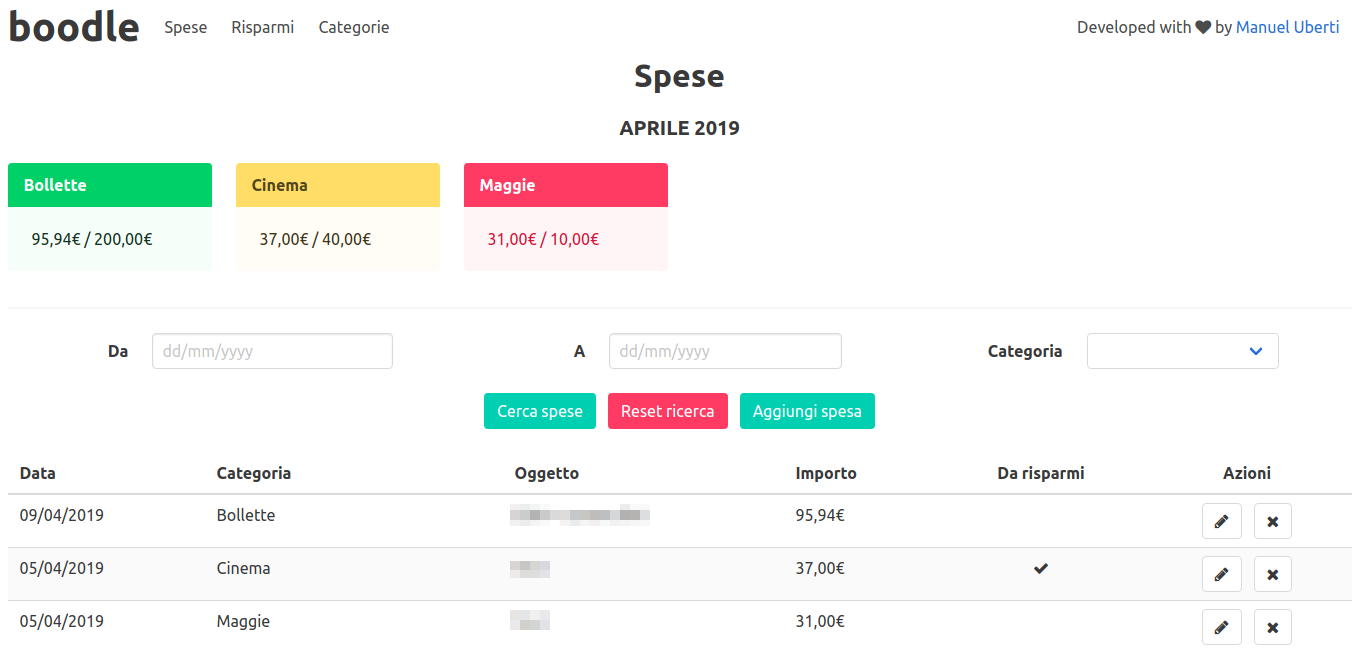 boodle Spese Risparmi Categorie Developed with by Manuel Uberti
Spese
APRILE 2019
Bollette Cinema Maggie
95,94€ / 200,00€ 37,00€ / 40,00€ 31,00€ / 10,00€
Da dd/mm/yyyy A dd/mm/yyyy Categoria
Cerca spese Reset ricerca Aggiungi spesa
Data Categoria Oggetto Importo Da risparmi Azioni
09/04/2019 Bollette 95,94€
05/04/2019 Cinema 37,00€
05/04/2019 Maggie 31,00€